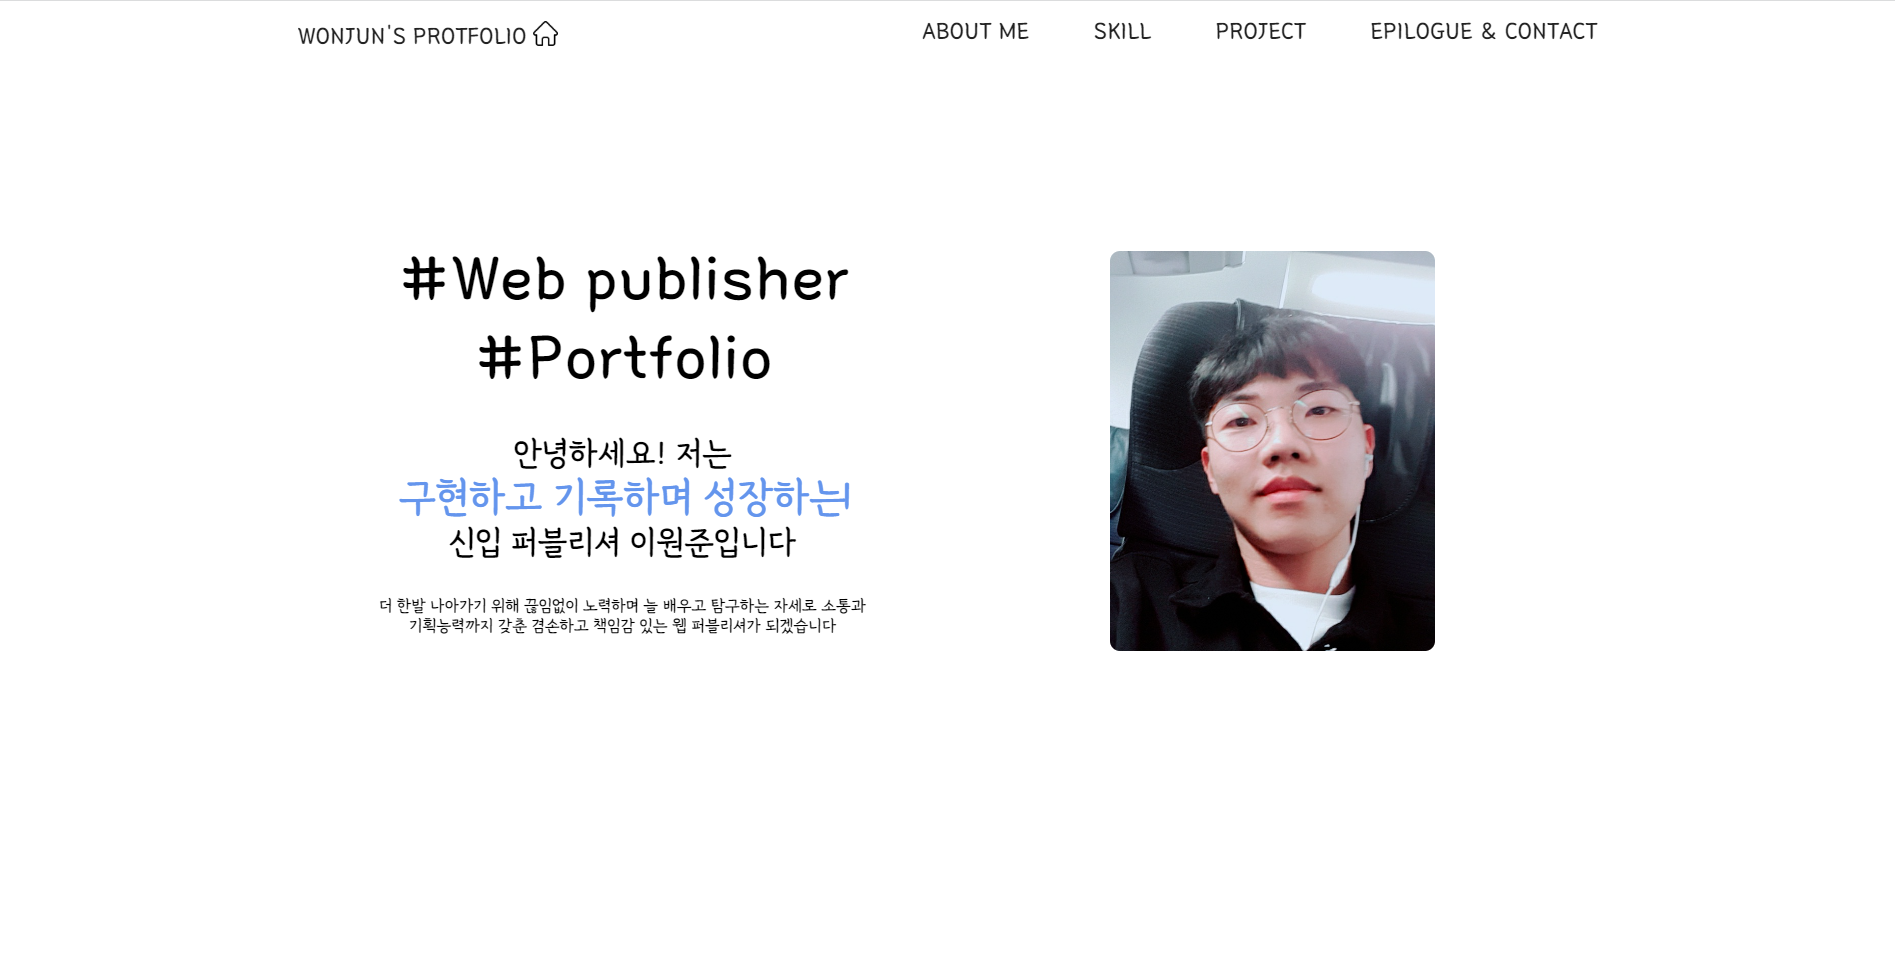 WONJUN'S PROTFOLIO
ABOUT ME
SKILL
PROJECT
EPILOGUE & CONTACT
#Web publisher
#Portfolio
안녕하세요! 저는
구현하고 기록하며 성장하는
신입 퍼블리셔 이원준입니다
더 한발 나아가기 위해 끊임없이 노력하며 늘 배우고 탐구하는 자세로 소통과
기획능력까지 갖춘 겸손하고 책임감 있는 웹 퍼블리셔가 되겠습니다